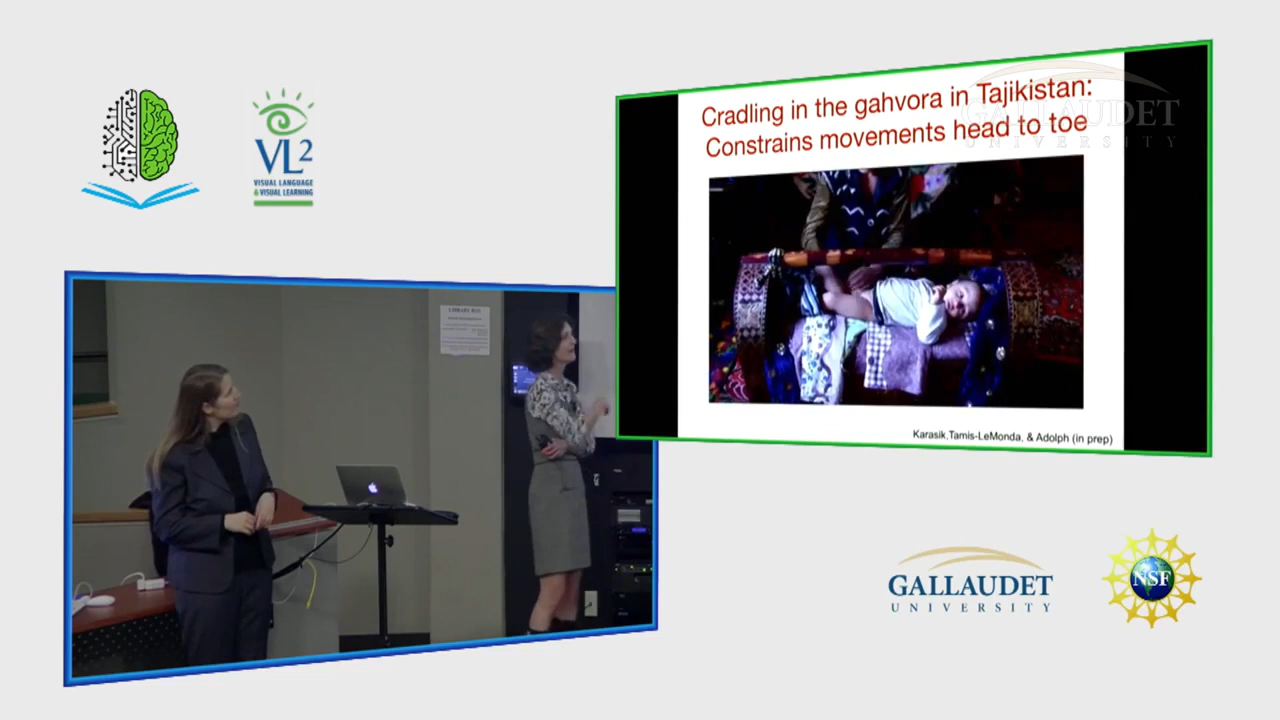 VL2
VISUAL LANGUAGE
& VISUAL LEARNING
Cradling in the gahvora in Tajikistan:
Constrains movements head to toe
GALLAUDET
UNIVERSITY
Karasik,Tamis-LeMonda, & Adolph (in prep)
GALLAUDET
UNIVERSITY
NSF